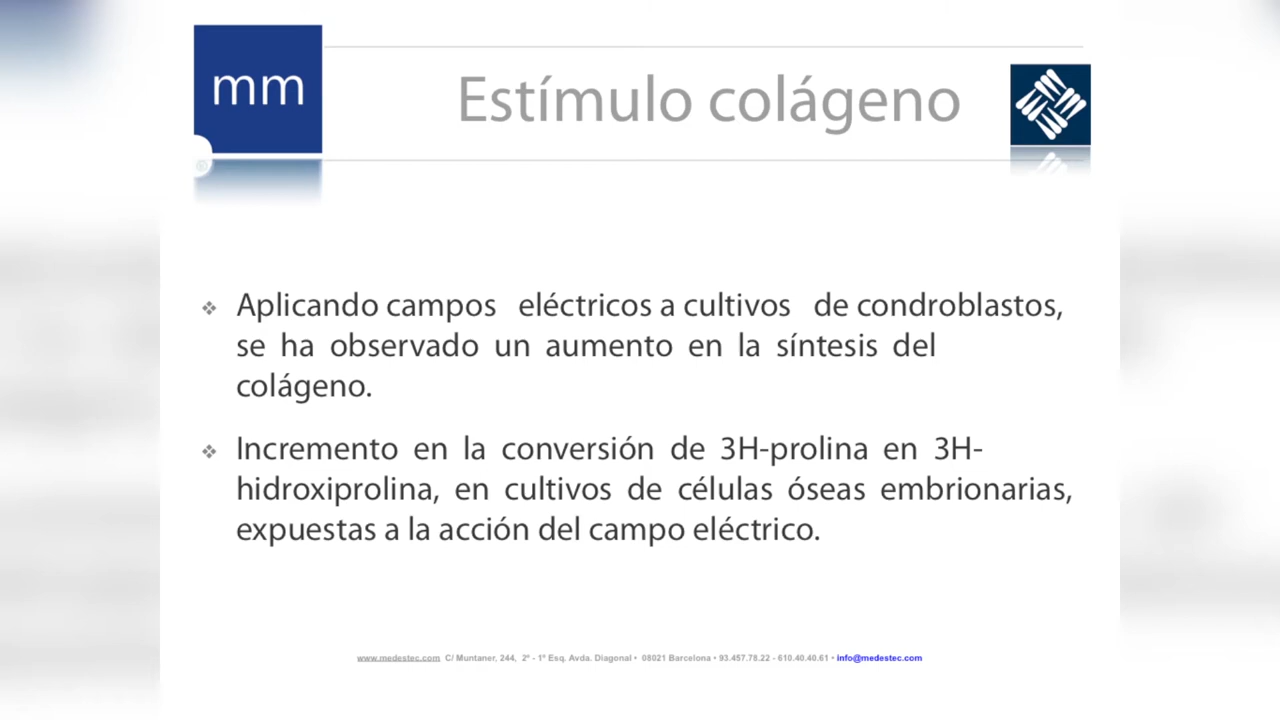 mm
Estímulo colágeno
Aplicando campos eléctricos a cultivos de condroblastos,
se ha observado un aumento en la síntesis del
colágeno.
Incremento en la conversión de 3H-prolina en 3H-
hidroxiprolina, en cultivos de células óseas embrionarias,
expuestas a la acción del campo eléctrico.
www.medestec.com C/ Muntaner, 244, 2º - 1º Esq. Avda. Diagonal • 08021 Barcelona • 93.457.78.22 - 610.40.40.61 • info@medestec.com